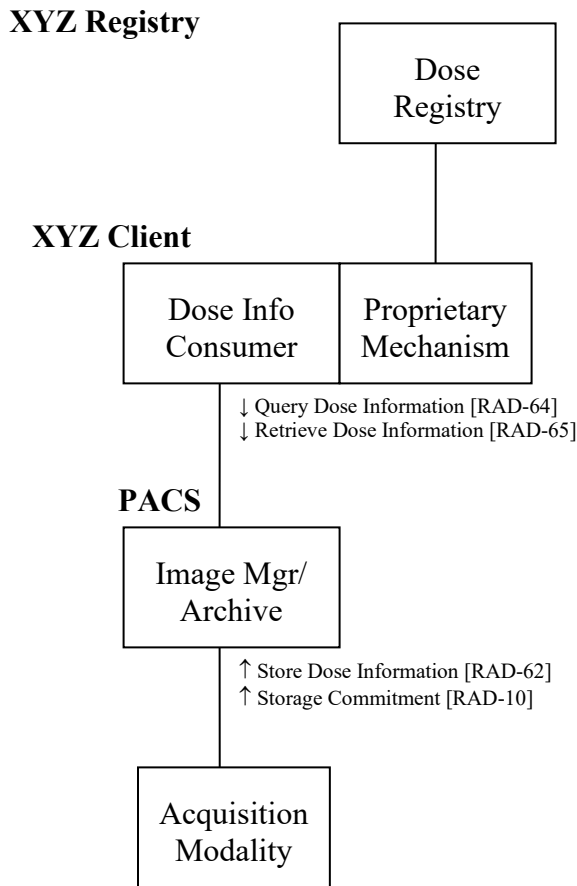 XYZ Registry
Dose
Registry
XYZ Client
Dose Info
Consumer
Proprietary
Mechanism
↓ Query Dose Information [RAD-64]
↓ Retrieve Dose Information [RAD-65]
PACS
Image Mgr/
Archive
↑ Store Dose Information [RAD-62]
↑ Storage Commitment [RAD-10]
Acquisition
Modality